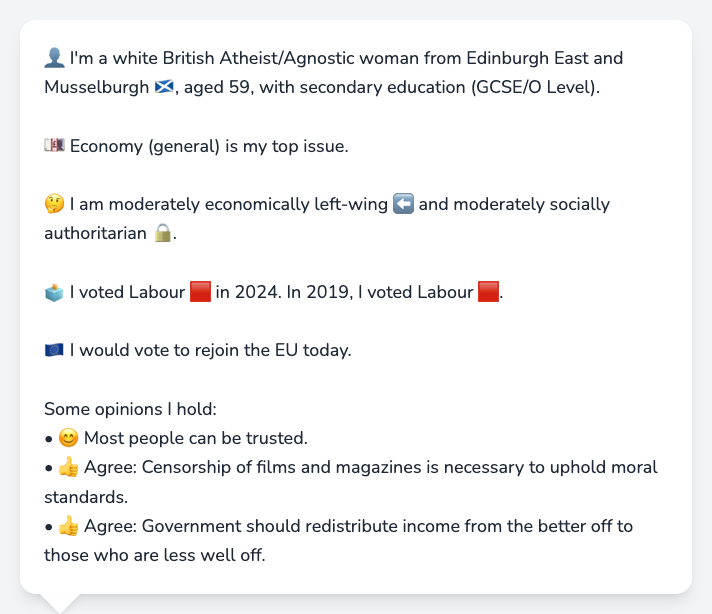 👤 I'm a white British Atheist/Agnostic woman from Edinburgh East and
Musselburgh 🏴󠁧󠁢󠁳󠁣󠁴󠁿, aged 59, with secondary education (GCSE/O Level).
💷 Economy (general) is my top issue.
🤔 I am moderately economically left-wing ⬅️ and moderately socially
authoritarian 🔒.
🗳️ I voted Labour 🟥 in 2024. In 2019, I voted Labour 🟥.
🇪🇺 I would vote to rejoin the EU today.
Some opinions I hold:
• 😊 Most people can be trusted.
• 👍 Agree: Censorship of films and magazines is necessary to uphold moral
standards.
• 👍 Agree: Government should redistribute income from the better off to
those who are less well off.